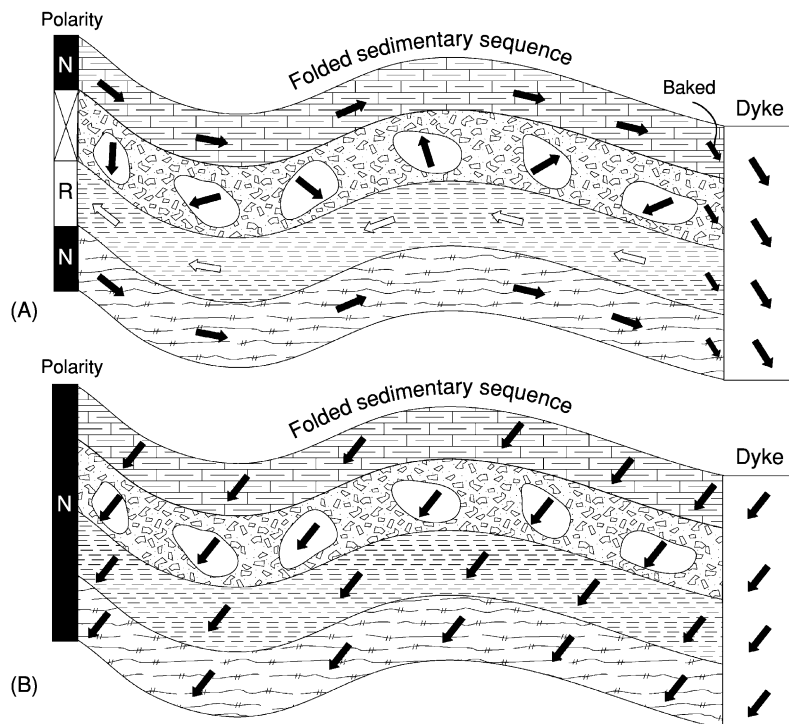 Polarity
N
R
N
Folded sedimentary sequence
Baked
Dyke
(A)
Polarity
N
Folded sedimentary sequence
Dyke
(B)